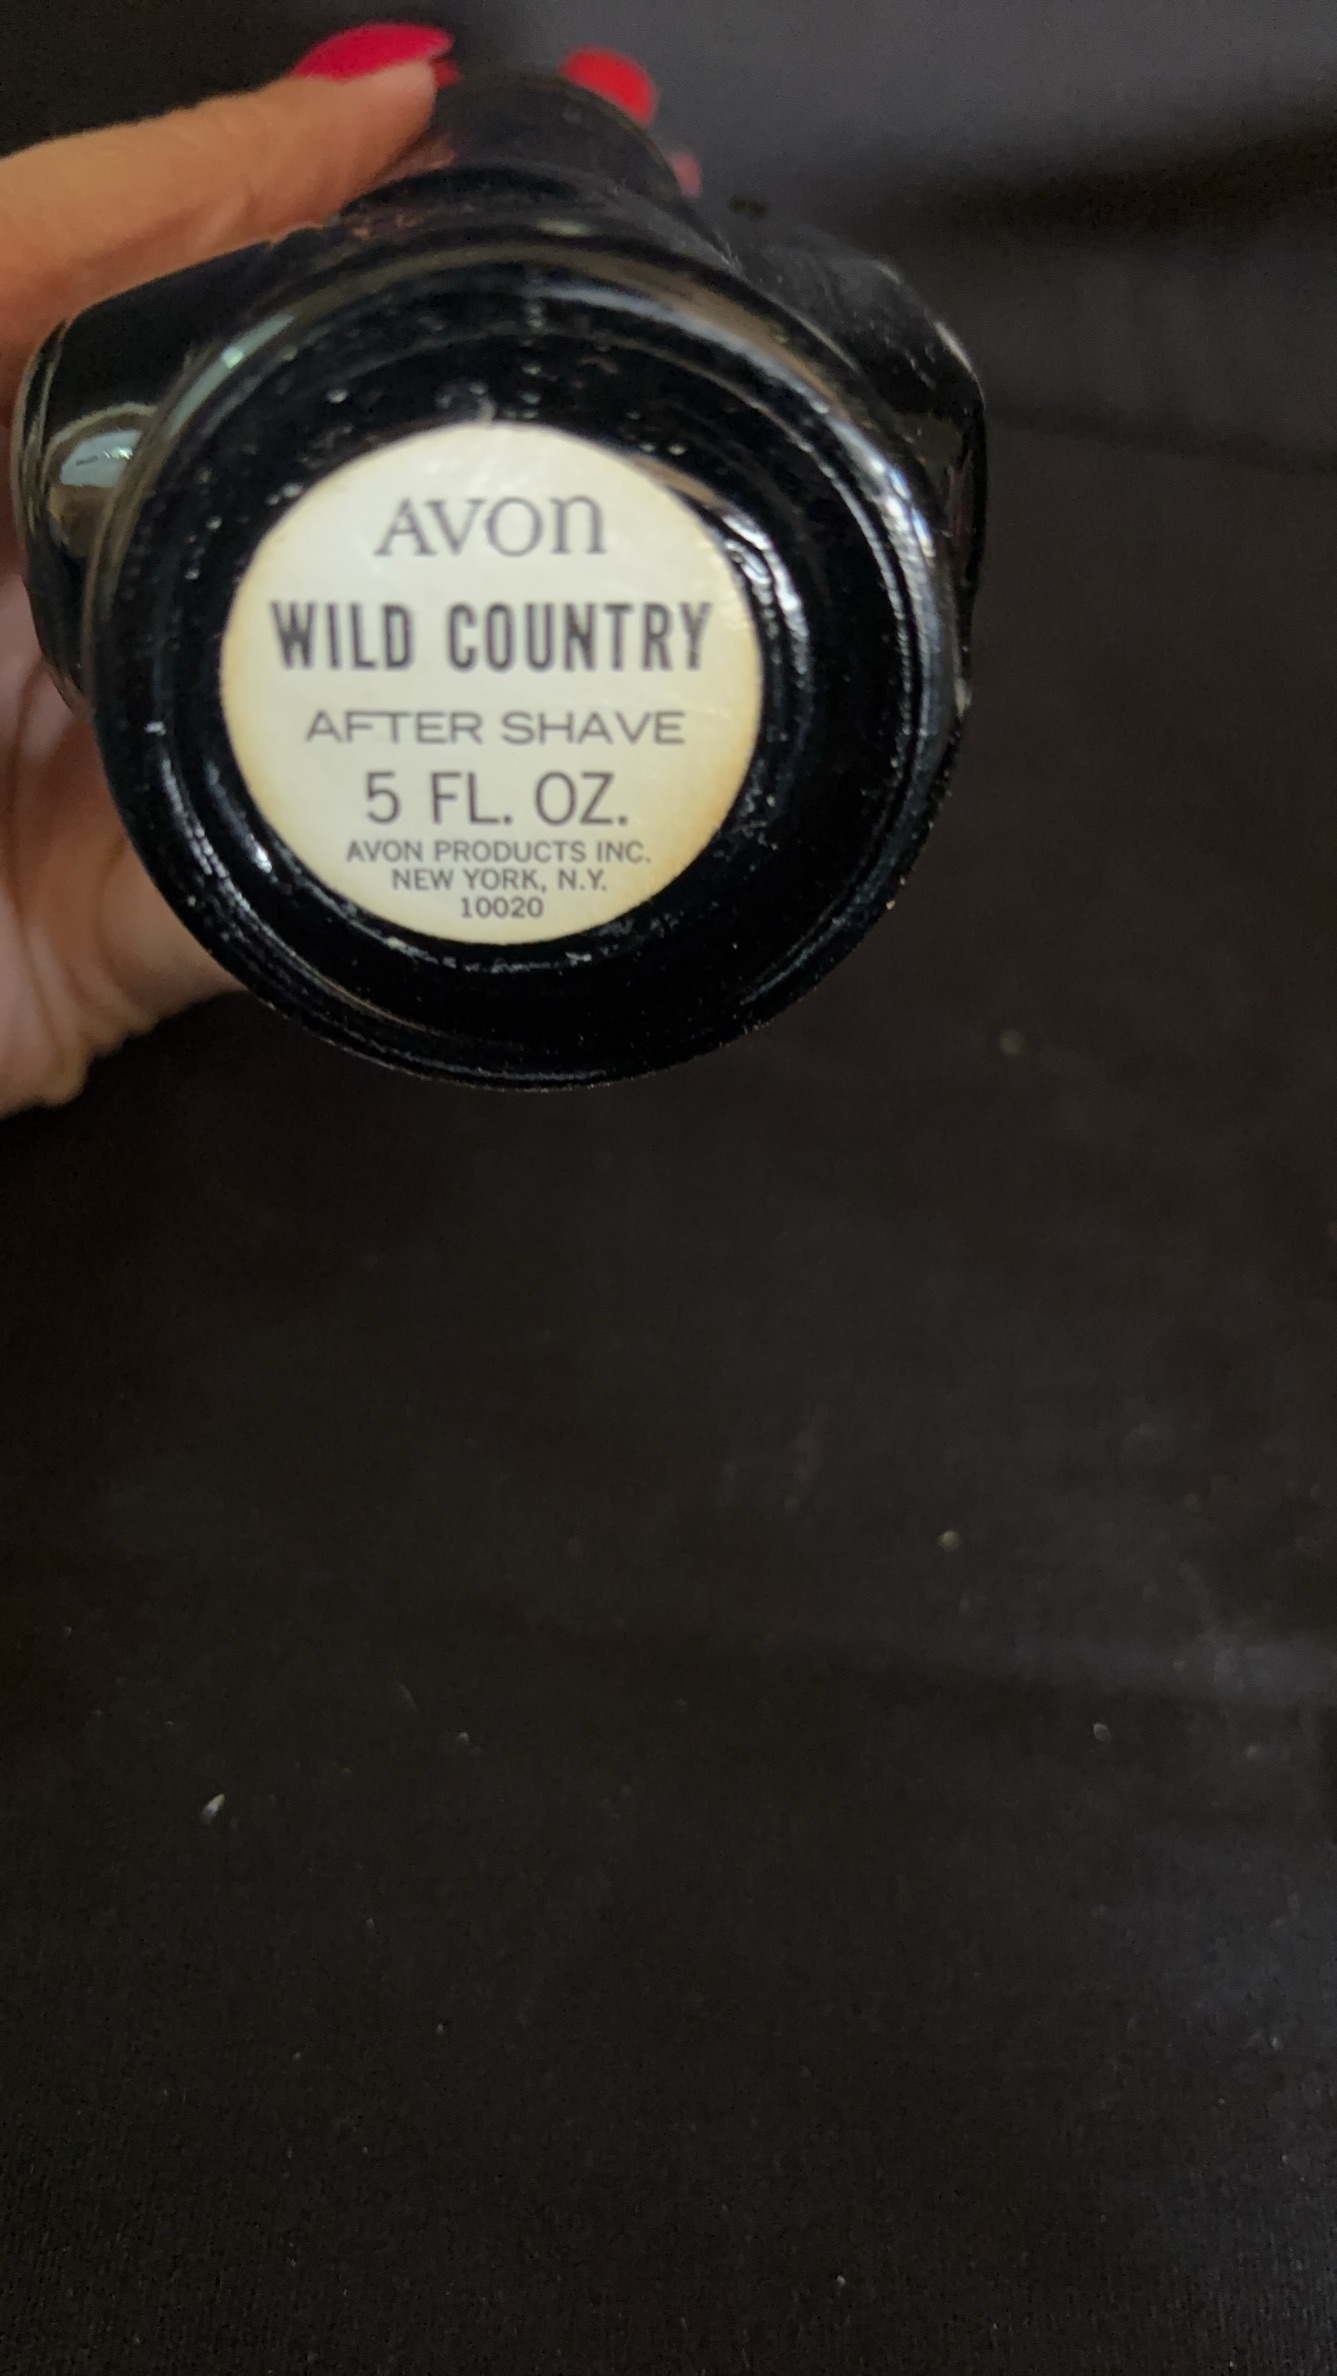 AVON
WILD COUNTRY
AFTER SHAVE
5 FL. OZ.
AVON PRODUCTS INC.
NEW YORK, N.Y.
10020